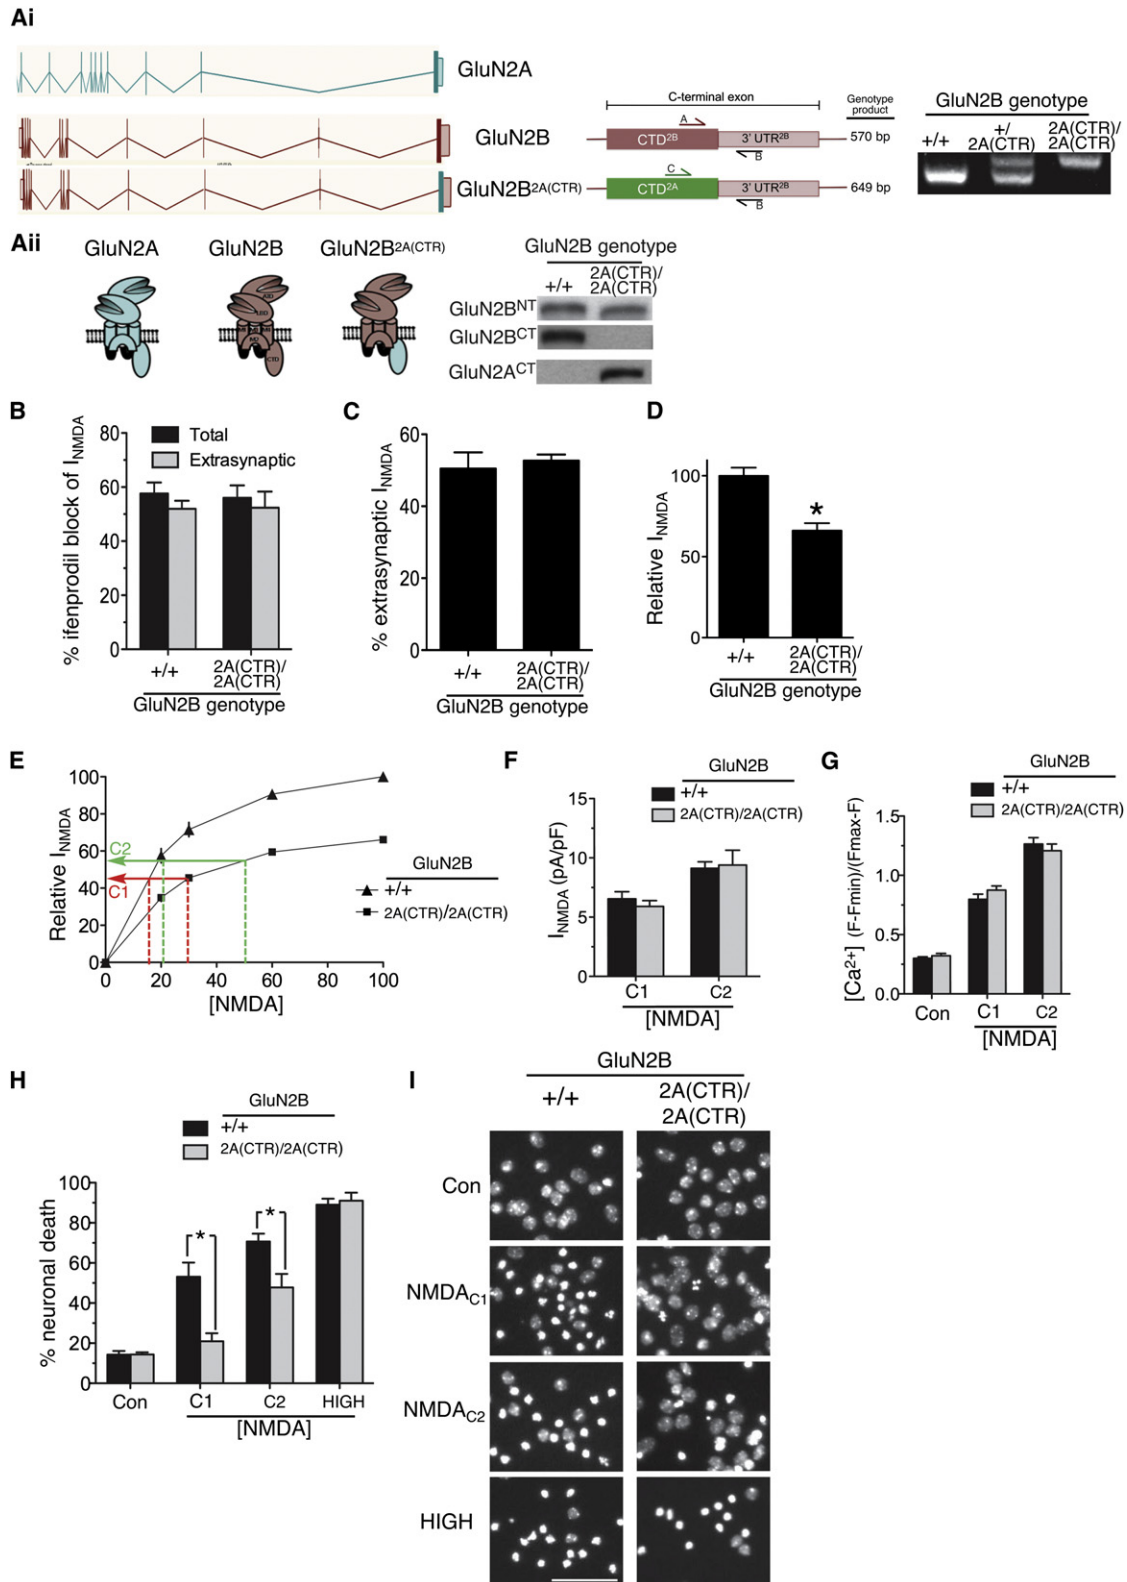 Ai
GluN2A
GluN2B
GluN2B2A(CTR)
C-terminal exon
A
CTD2B
3' UTR2B
B
C
CTD2A
3' UTR2B
B
Genotype
product
570 bp
649 bp
GluN2B genotype
+/+
+/
2A(CTR)
2A(CTR)/
2A(CTR)
Aii
GluN2A
GluN2B
GluN2B2A(CTR)
CTD
GluN2B genotype
+/+
2A(CTR)/
2A(CTR)
GluN2BNT
GluN2BCT
GluN2ACT
B
% ifenprodil block of INMDA
80
60
40
20
0
Total
Extrasynaptic
+/+
2A(CTR)/
2A(CTR)
GluN2B genotype
C
% extrasynaptic INMDA
60
40
20
0
+/+
2A(CTR)/
2A(CTR)
GluN2B genotype
D
Relative INMDA
100
50
0
*
+/+
2A(CTR)/
2A(CTR)
GluN2B genotype
E
Relative INMDA
100
80
60
40
20
0
C2
C1
0 20 40 60 80 100
[NMDA]
GluN2B
+/+
2A(CTR)/2A(CTR)
F
GluN2B
+/+
2A(CTR)/2A(CTR)
INMDA (pA/pF)
15
10
5
0
C1 C2
[NMDA]
G
GluN2B
+/+
2A(CTR)/2A(CTR)
[Ca2+] (F-Fmin)/(Fmax-F)
1.5
1.0
0.5
0.0
Con C1 C2
[NMDA]
H
GluN2B
+/+
2A(CTR)/2A(CTR)
% neuronal death
100
80
60
40
20
0
*
*
Con C1 C2 HIGH
[NMDA]
I
GluN2B
+/+
2A(CTR)/
2A(CTR)
Con
NMDAC1
NMDAC2
HIGH